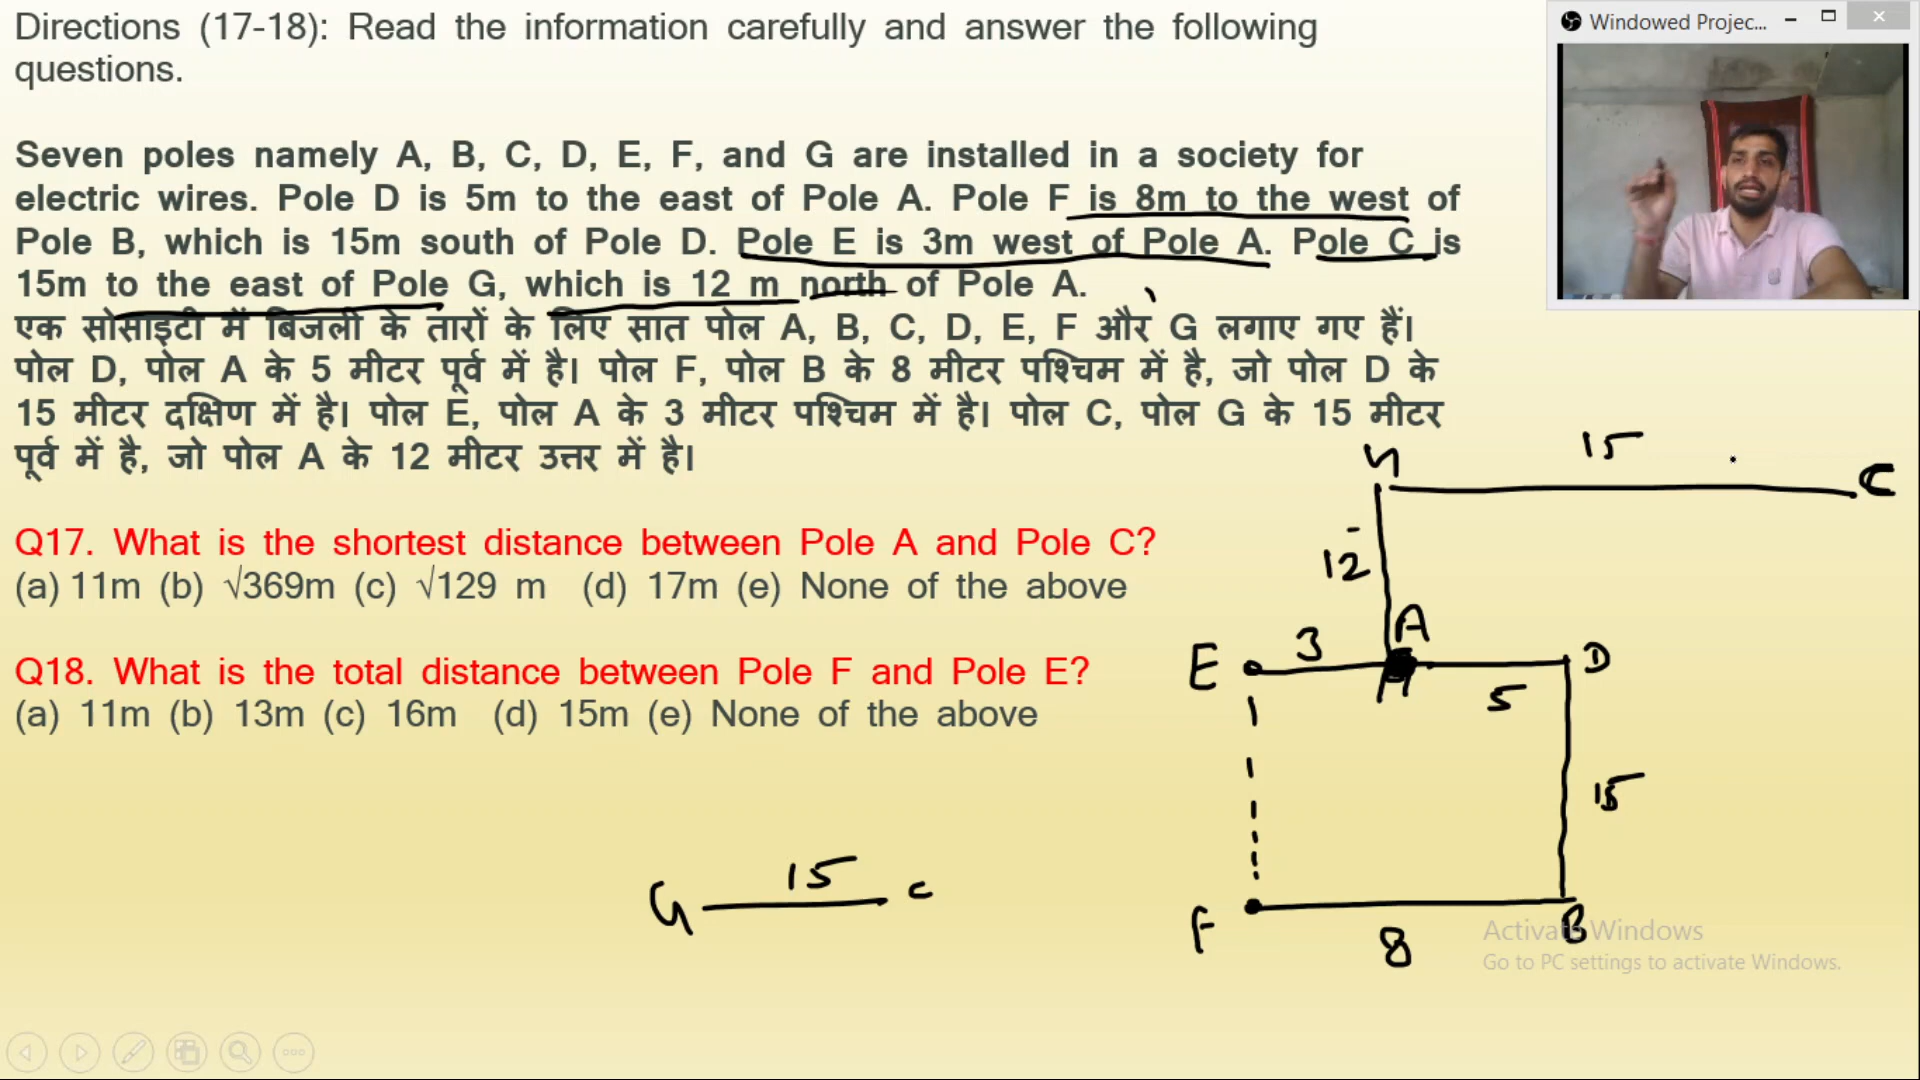 Directions (17-18): Read the information carefully and answer the following
questions.
Seven poles namely A, B, C, D, E, F, and G are installed in a society for
electric wires. Pole D is 5m to the east of Pole A. Pole F is 8m to the west of
Pole B, which is 15m south of Pole D. Pole E is 3m west of Pole A. Pole C is
15m to the east of Pole G, which is 12 m north of Pole A.
एक सोसाइटी में बिजली के तारों के लिए सात पोल A, B, C, D, E, F और G लगाए गए हैं।
पोल D, पोल A के 5 मीटर पूर्व में है। पोल F, पोल B के 8 मीटर पश्चिम में है, जो पोल D के
15 मीटर दक्षिण में है। पोल E, पोल A के 3 मीटर पश्चिम में है। पोल C, पोल G के 15 मीटर
पूर्व में है, जो पोल A के 12 मीटर उत्तर में है।
Q17. What is the shortest distance between Pole A and Pole C?
(a) 11m (b) √369m (c) √129 m (d) 17m (e) None of the above
Q18. What is the total distance between Pole F and Pole E?
(a) 11m (b) 13m (c) 16m (d) 15m (e) None of the above
Windowed Projec...
G 15 C
12
E 3 A D
5
15
F 8 B
G 15 C
Activate Windows
Go to PC settings to activate Windows.